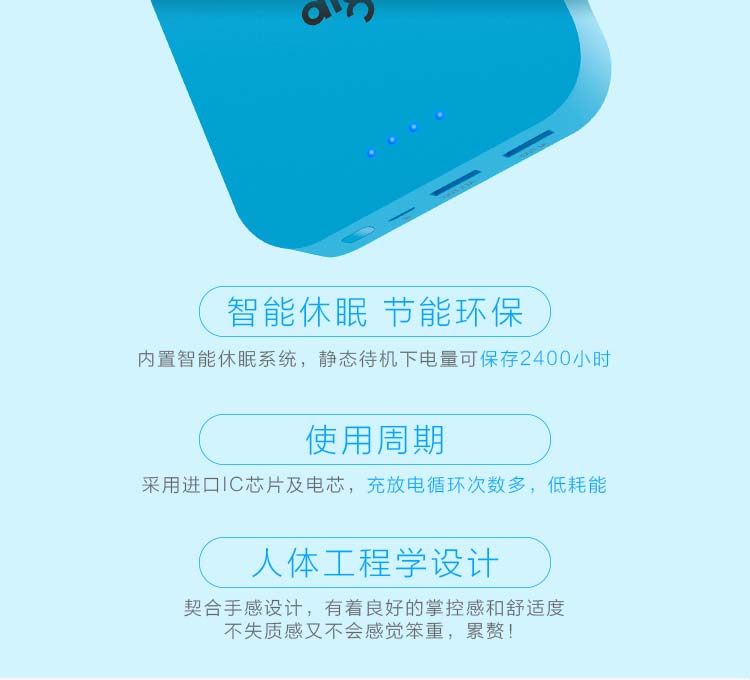 智能休眠 节能环保
内置智能休眠系统，静态待机下电量可保存2400小时
使用周期
采用进口IC芯片及电芯，充放电循环次数多，低耗能
人体工程学设计
契合手感设计，有着良好的掌控感和舒适度
不失质感又不会感觉笨重，累赘！